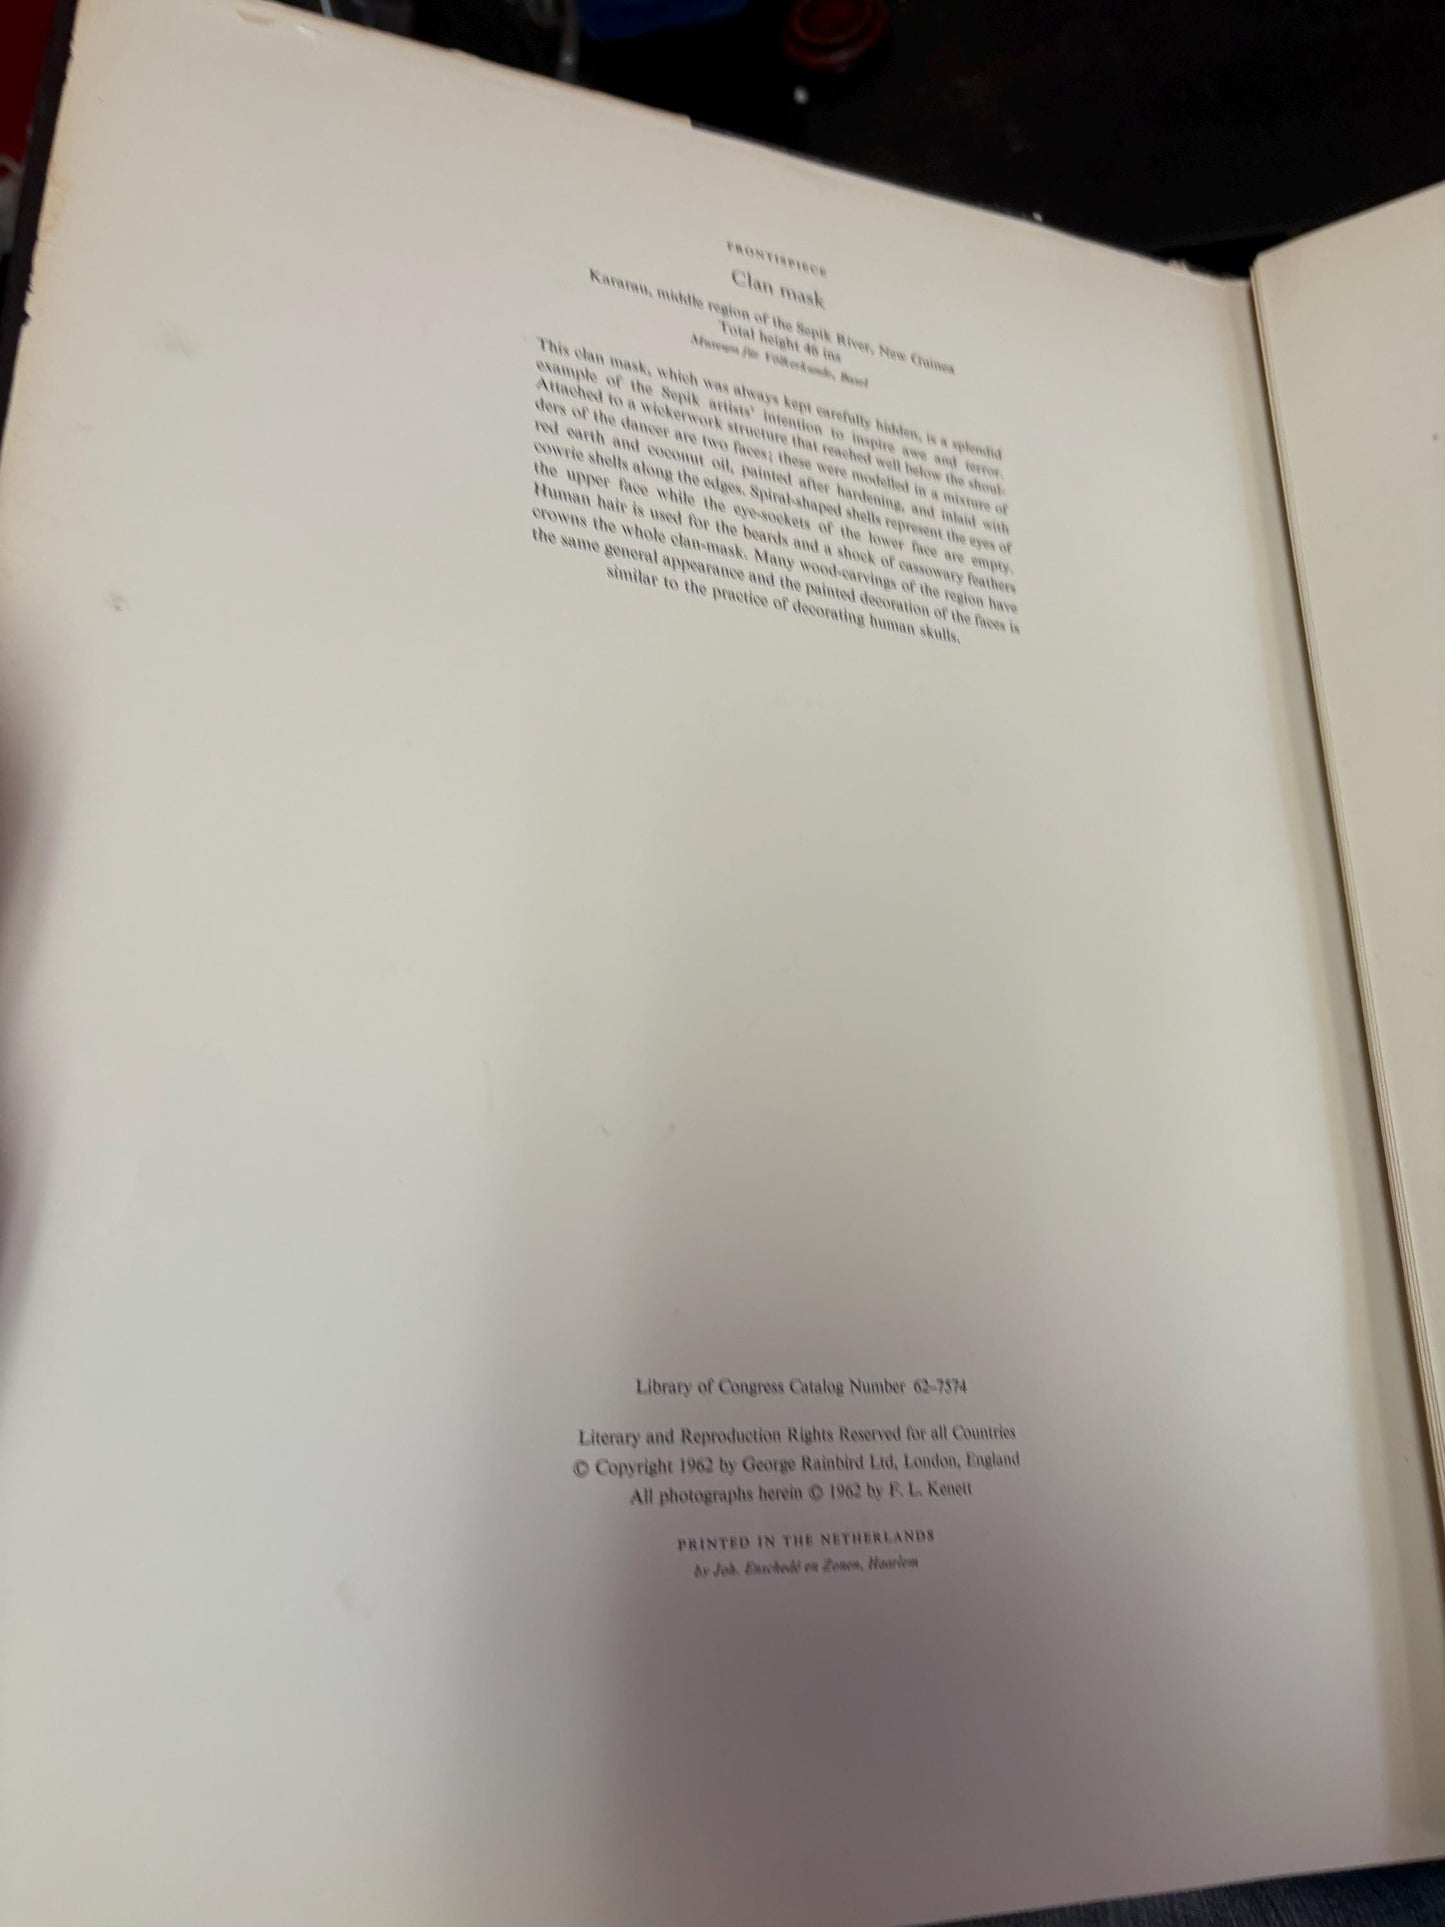 FRONTISPIECE
Clan mask
Kararau, middle region of the Sepik River, New Guinea
Total height 46 ins
Museum für Völkerkunde, Basel
This clan mask, which was always kept carefully hidden, is a splendid
example of the Sepik artists' intention to inspire awe and terror.
Attached to a wickerwork structure that reached well below the shoul-
ders of the dancer are two faces; these were modelled in a mixture of
red earth and coconut oil, painted after hardening, and inlaid with
cowrie shells along the edges. Spiral-shaped shells represent the eyes of
the upper face while the eye-sockets of the lower face are empty.
Human hair is used for the beards and a shock of cassowary feathers
crowns the whole clan-mask. Many wood-carvings of the region have
the same general appearance and the painted decoration of the faces is
similar to the practice of decorating human skulls.
Library of Congress Catalog Number 62-7574
Literary and Reproduction Rights Reserved for all Countries
© Copyright 1962 by George Rainbird Ltd, London, England
All photographs herein © 1962 by F. L. Kenett
PRINTED IN THE NETHERLANDS
by Joh. Enschedé en Zonen, Haarlem